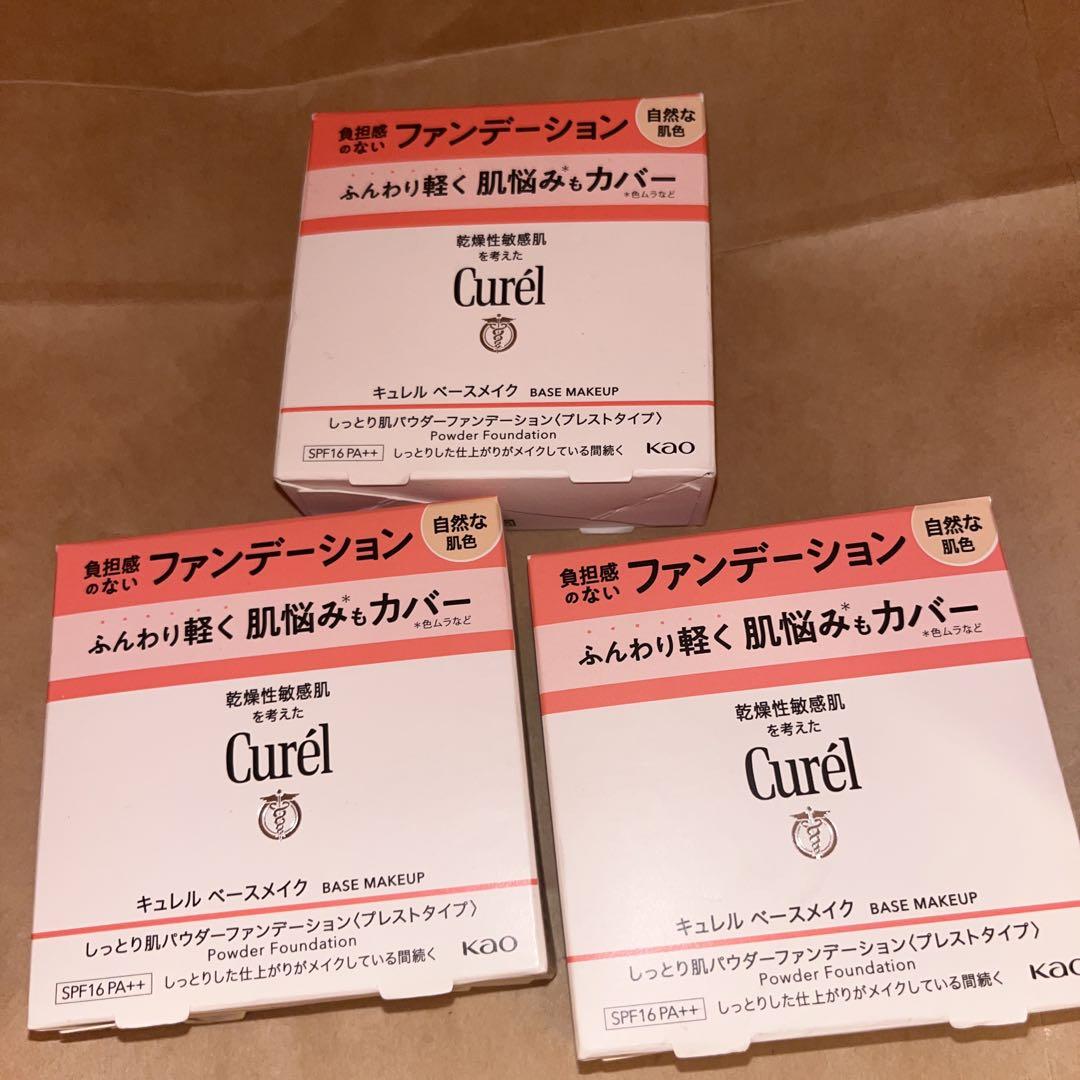 負担感
のない ファンデーション
自然な
肌色
ふんわり軽く 肌悩み*もカバー
*色ムラなど
乾燥性敏感肌
を考えた
Curél
キュレル ベースメイク BASE MAKEUP
しっとり肌パウダーファンデーション〈プレストタイプ〉
Powder Foundation
SPF16 PA++ しっとりした仕上がりがメイクしている間続く Kao
負担感
のない ファンデーション
自然な
肌色
ふんわり軽く 肌悩み*もカバー
*色ムラなど
乾燥性敏感肌
を考えた
Curél
キュレル ベースメイク BASE MAKEUP
しっとり肌パウダーファンデーション〈プレストタイプ〉
Powder Foundation
SPF16 PA++ しっとりした仕上がりがメイクしている間続く Kao
負担感
のない ファンデーション
自然な
肌色
ふんわり軽く 肌悩み*もカバー
*色ムラなど
乾燥性敏感肌
を考えた
Curél
キュレル ベースメイク BASE MAKEUP
しっとり肌パウダーファンデーション〈プレストタイプ〉
Powder Foundation
SPF16 PA++ しっとりした仕上がりがメイクしている間続く Kao